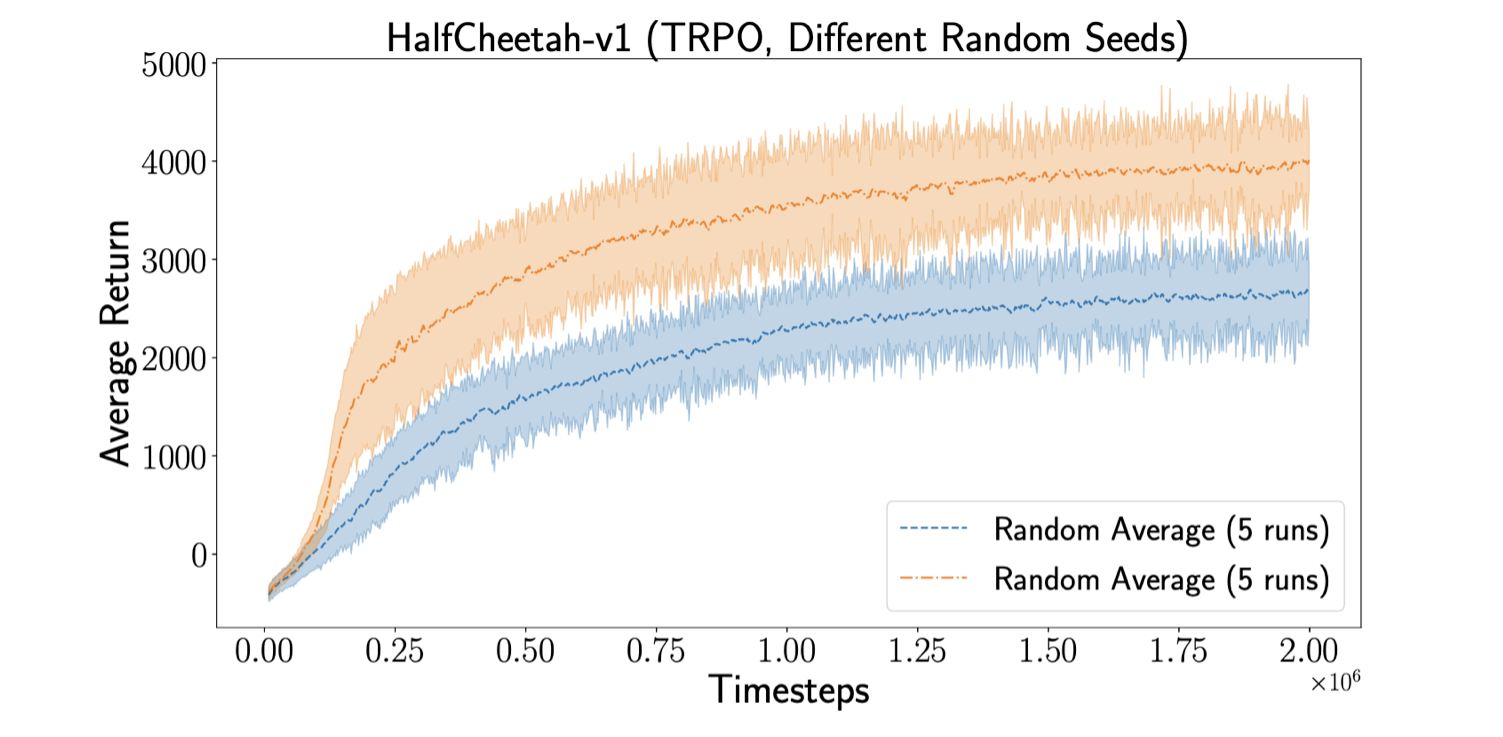 HalfCheetah-v1 (TRPO, Different Random Seeds)
5000
4000
3000
2000
1000
0
Average Return
Random Average (5 runs)
Random Average (5 runs)
0.00 0.25 0.50 0.75 1.00 1.25 1.50 1.75 2.00
×10⁶
Timesteps